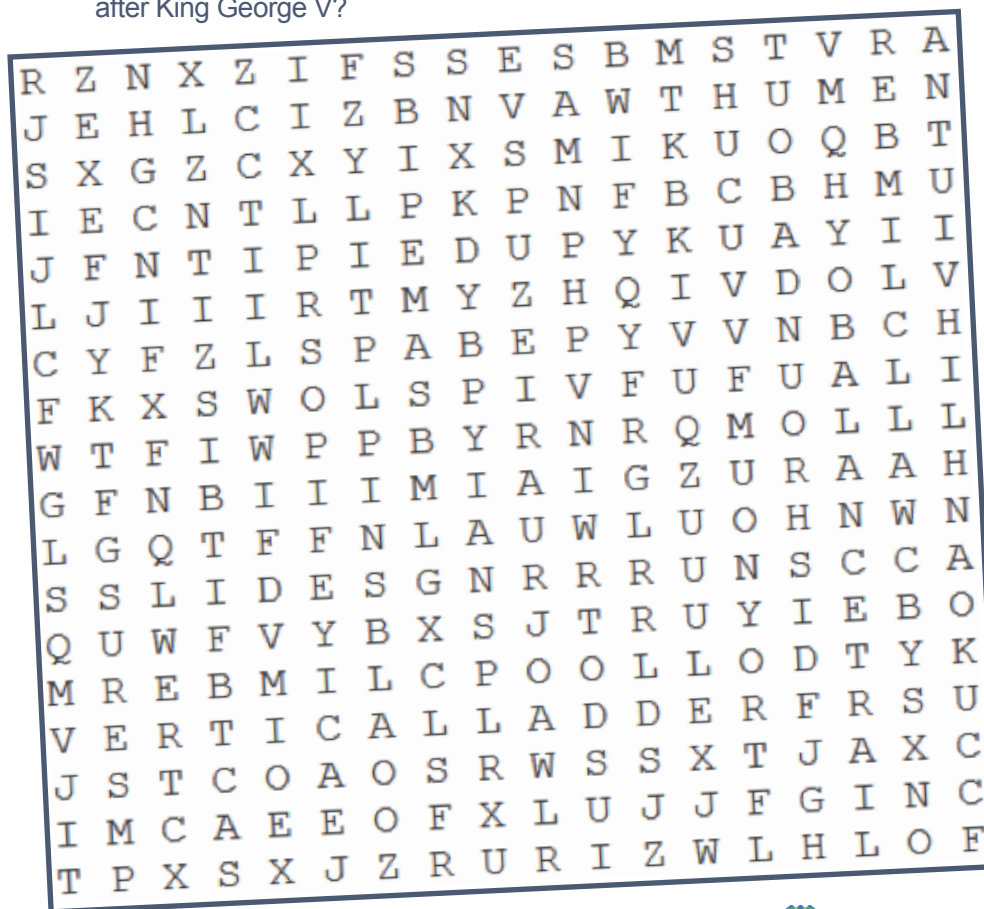 after King George V?
R Z N X Z I F S S E S B M S T V R A
J E H L C I Z B N V A W T H U M E N
S X G Z C X Y I X S M I K U O Q B T
I E C N T L L P K P N F B C B H M U
J F N T I P I E D U P Y K U A Y I I
L J I I I R T M Y Z H Q I V D O L V
C Y F Z L S P A B E P Y V V N B C H
F K X S W O L S P I V F U F U A L I
W T F I W P P B Y R N R Q M O L L L
G F N B I I I M I A I G Z U R A A H
L G Q T F F N L A U W L U O H N W N
S S L I D E S G N R R R U N S C C A
Q U W F V Y B X S J T R U Y I E B O
M R E B M I L C P O O L L O D T Y K
V E R T I C A L L A D D E R F R S U
J S T C O A O S R W S S X T J A X C
I M C A E E O F X L U J J F G I N C
T P X S X J Z R U R I Z W L H L O F